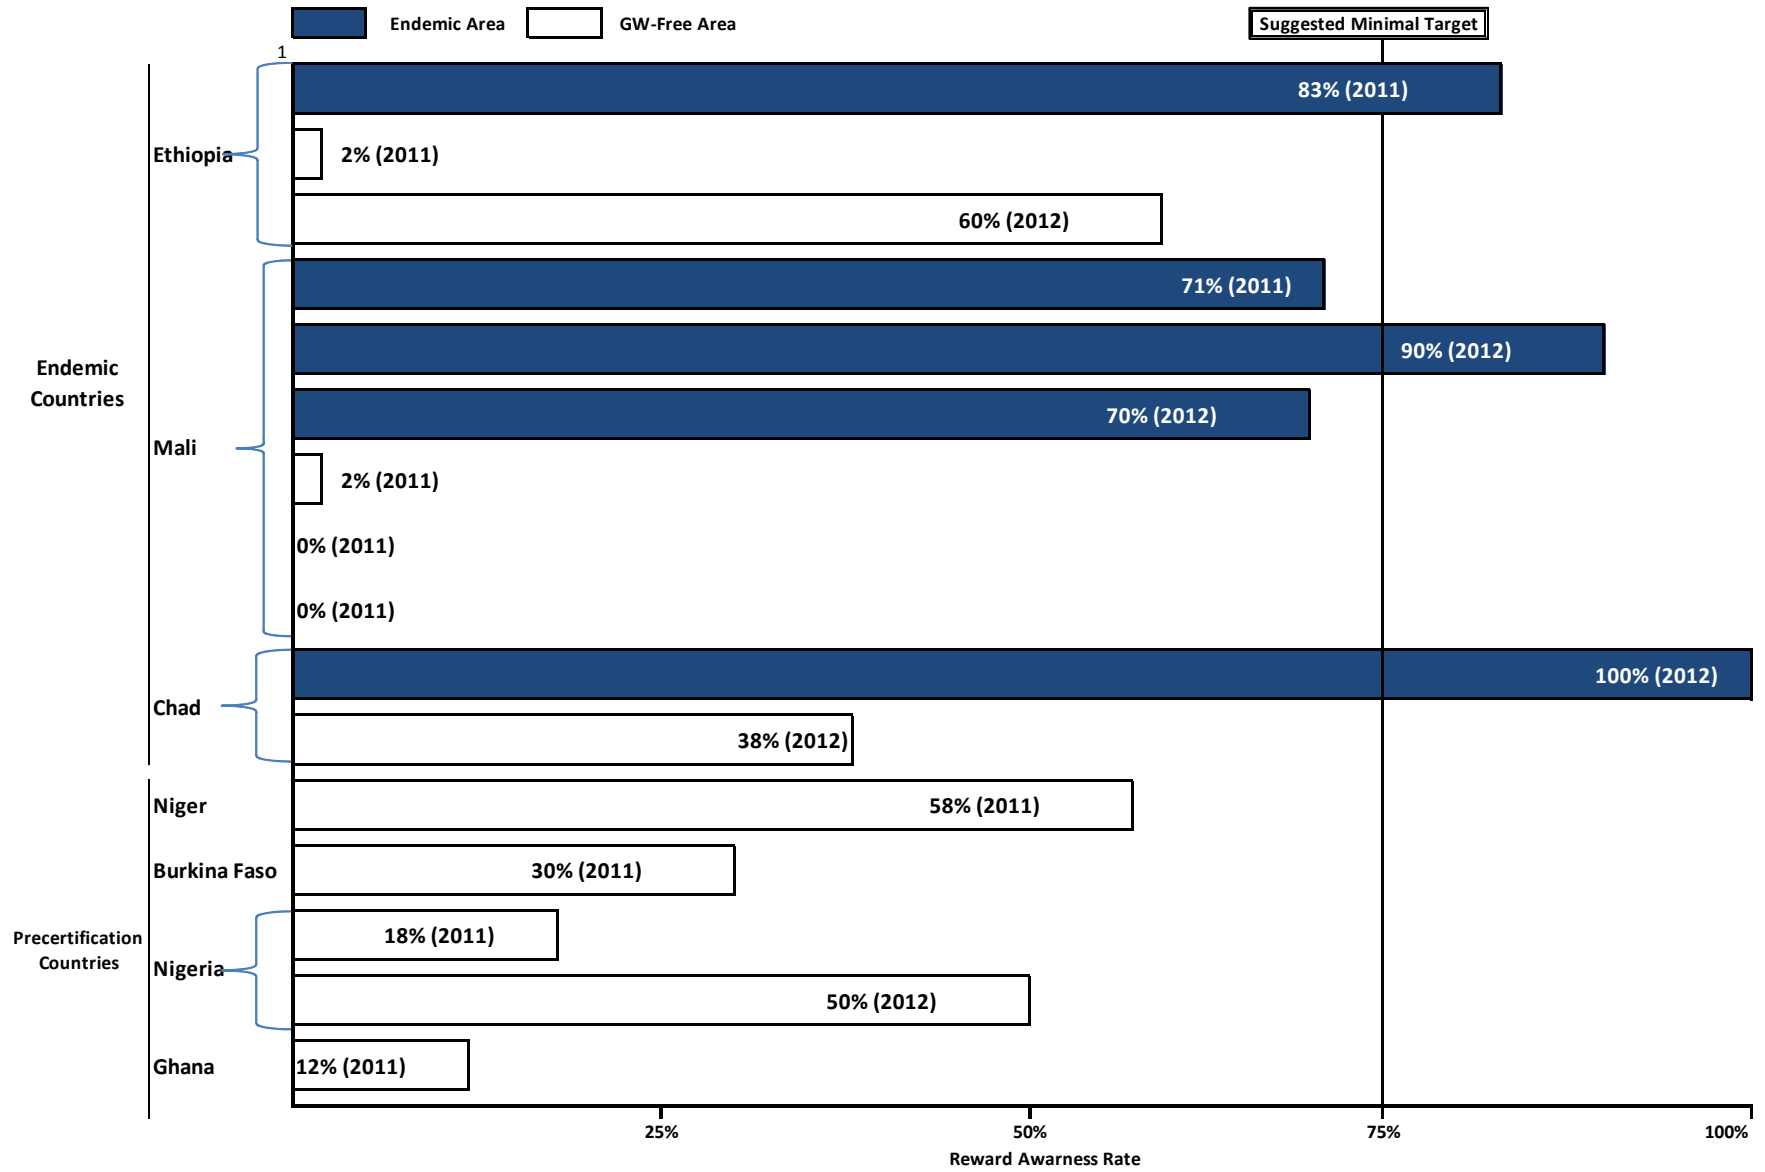 Endemic Area
GW-Free Area
Suggested Minimal Target
1
83% (2011)
Ethiopia
2% (2011)
60% (2012)
71% (2011)
90% (2012)
Endemic
Countries
70% (2012)
Mali
2% (2011)
0% (2011)
0% (2011)
100% (2012)
Chad
38% (2012)
Niger
58% (2011)
Burkina Faso
30% (2011)
18% (2011)
Precertification
Countries
Nigeria
50% (2012)
Ghana
12% (2011)
25%
50%
75%
100%
Reward Awarness Rate